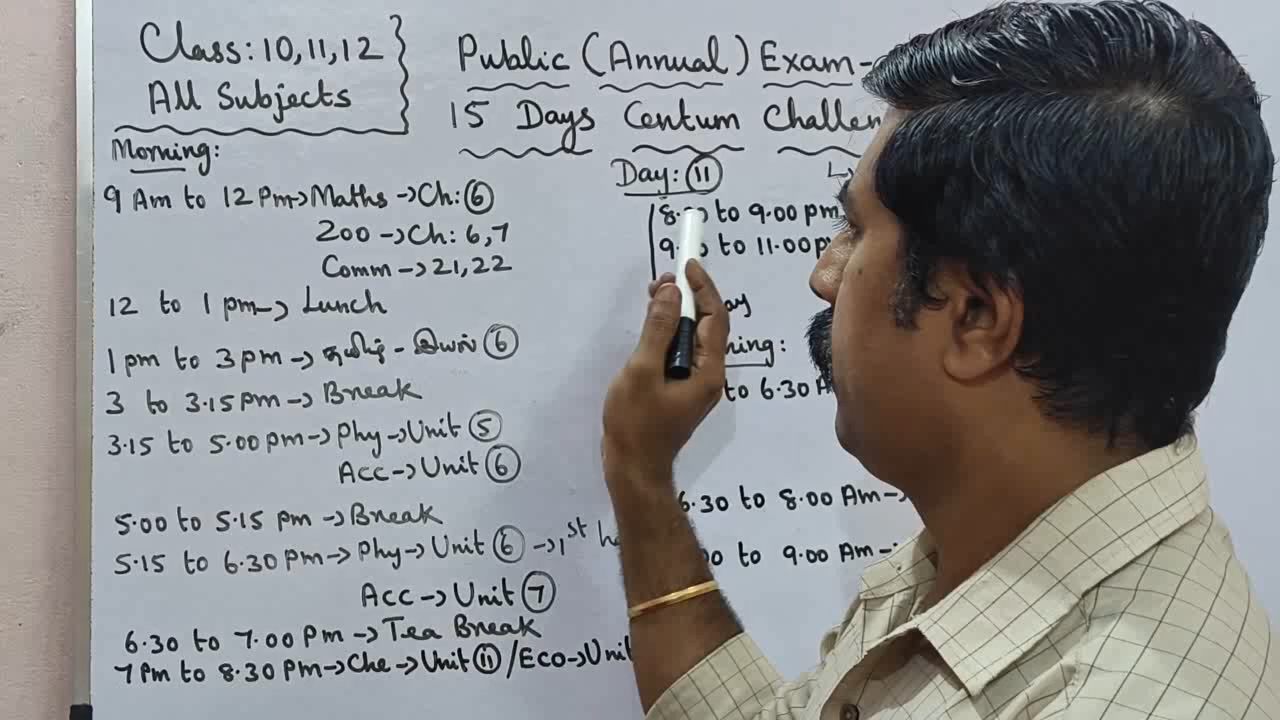 Class: 10,11,12
All Subjects
Public (Annual) Exam-
15 Days Centum Challen
Day: 11
Morning:
9 Am to 12 Pm→Maths→Ch: 6
Zoo→Ch: 6,7
Comm→21,22
12 to 1 pm→Lunch
1 pm to 3 pm→தமிழ் - இயல் 6
3 to 3.15 pm→Break
3.15 to 5.00 pm→Phy→Unit 5
Acc→Unit 6
5.00 to 5.15 pm→Break
5.15 to 6.30 pm→Phy→Unit 6→1st h
Acc→Unit 7
6.30 to 7.00 pm→Tea Break
7 Pm to 8.30 Pm→Che→Unit 11/Eco→Unit
to 9.00 pm
to 11.00 p
ay
ning:
to 6.30 A
6.30 to 8.00 Am→
to 9.00 Am